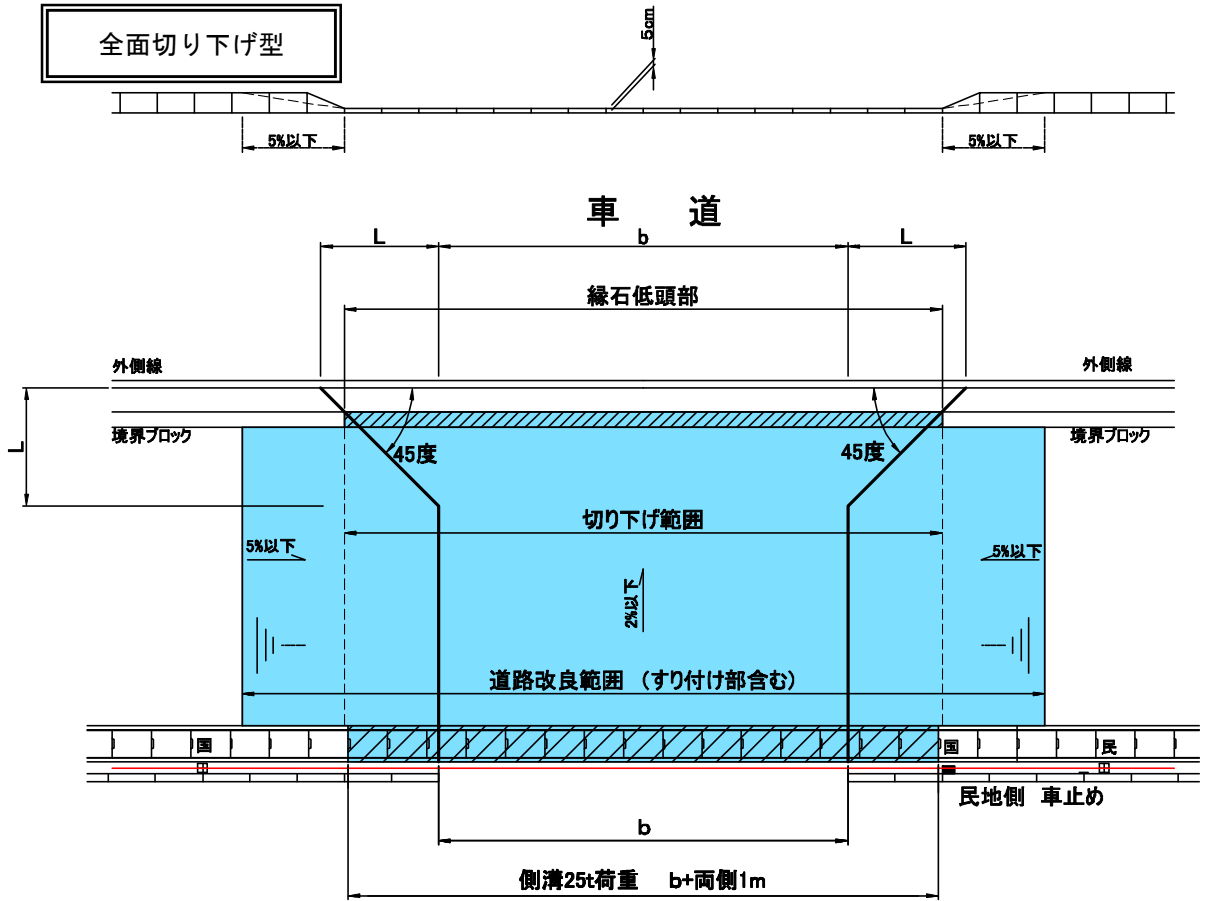 全面切り下げ型
5cm
5%以下
5%以下
車 道
L
b
L
縁石低頭部
外側線
外側線
境界ブロック
境界ブロック
L
45度
45度
切り下げ範囲
5%以下
5%以下
2%以下
道路改良範囲 (すり付け部含む)
国
国
民
民地側 車止め
b
側溝25t荷重 b+両側1m